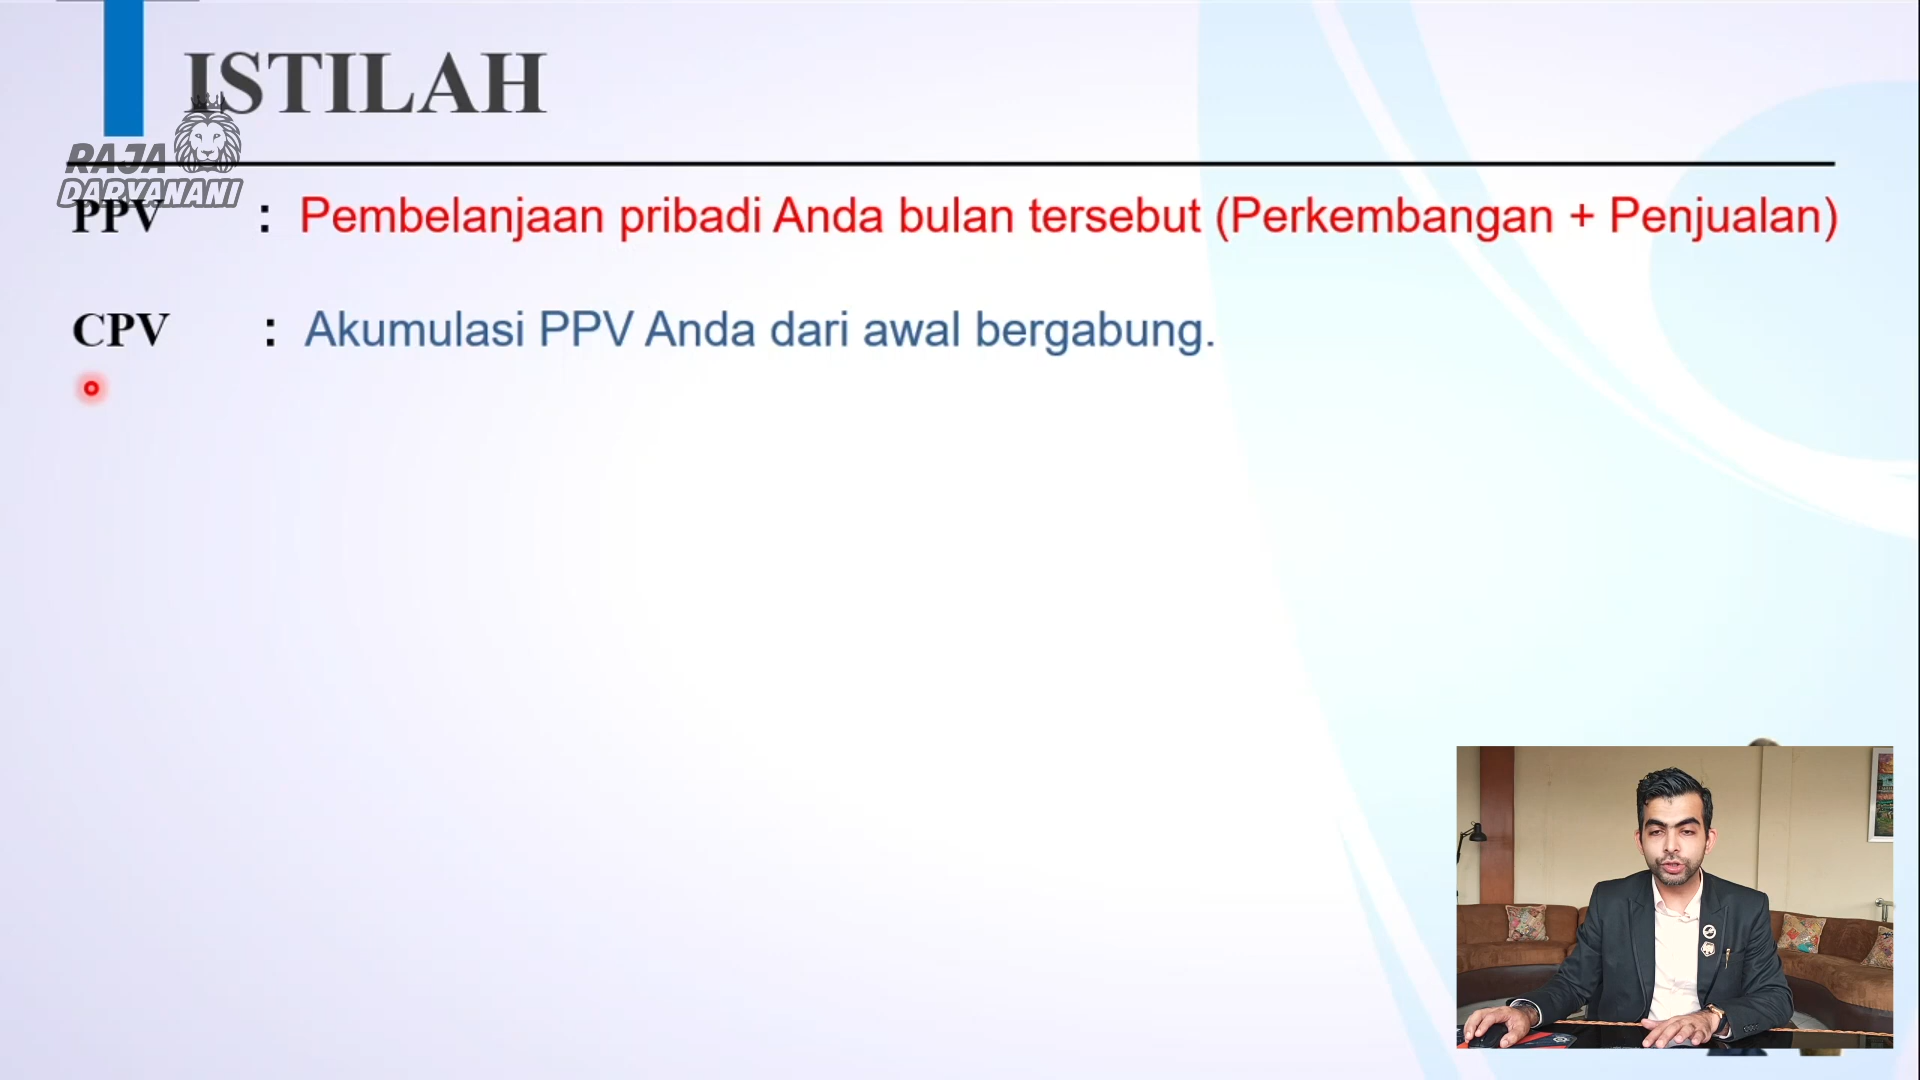 ISTILAH
RAJA
DARYANANI
PPV : Pembelanjaan pribadi Anda bulan tersebut (Perkembangan + Penjualan)
CPV : Akumulasi PPV Anda dari awal bergabung.